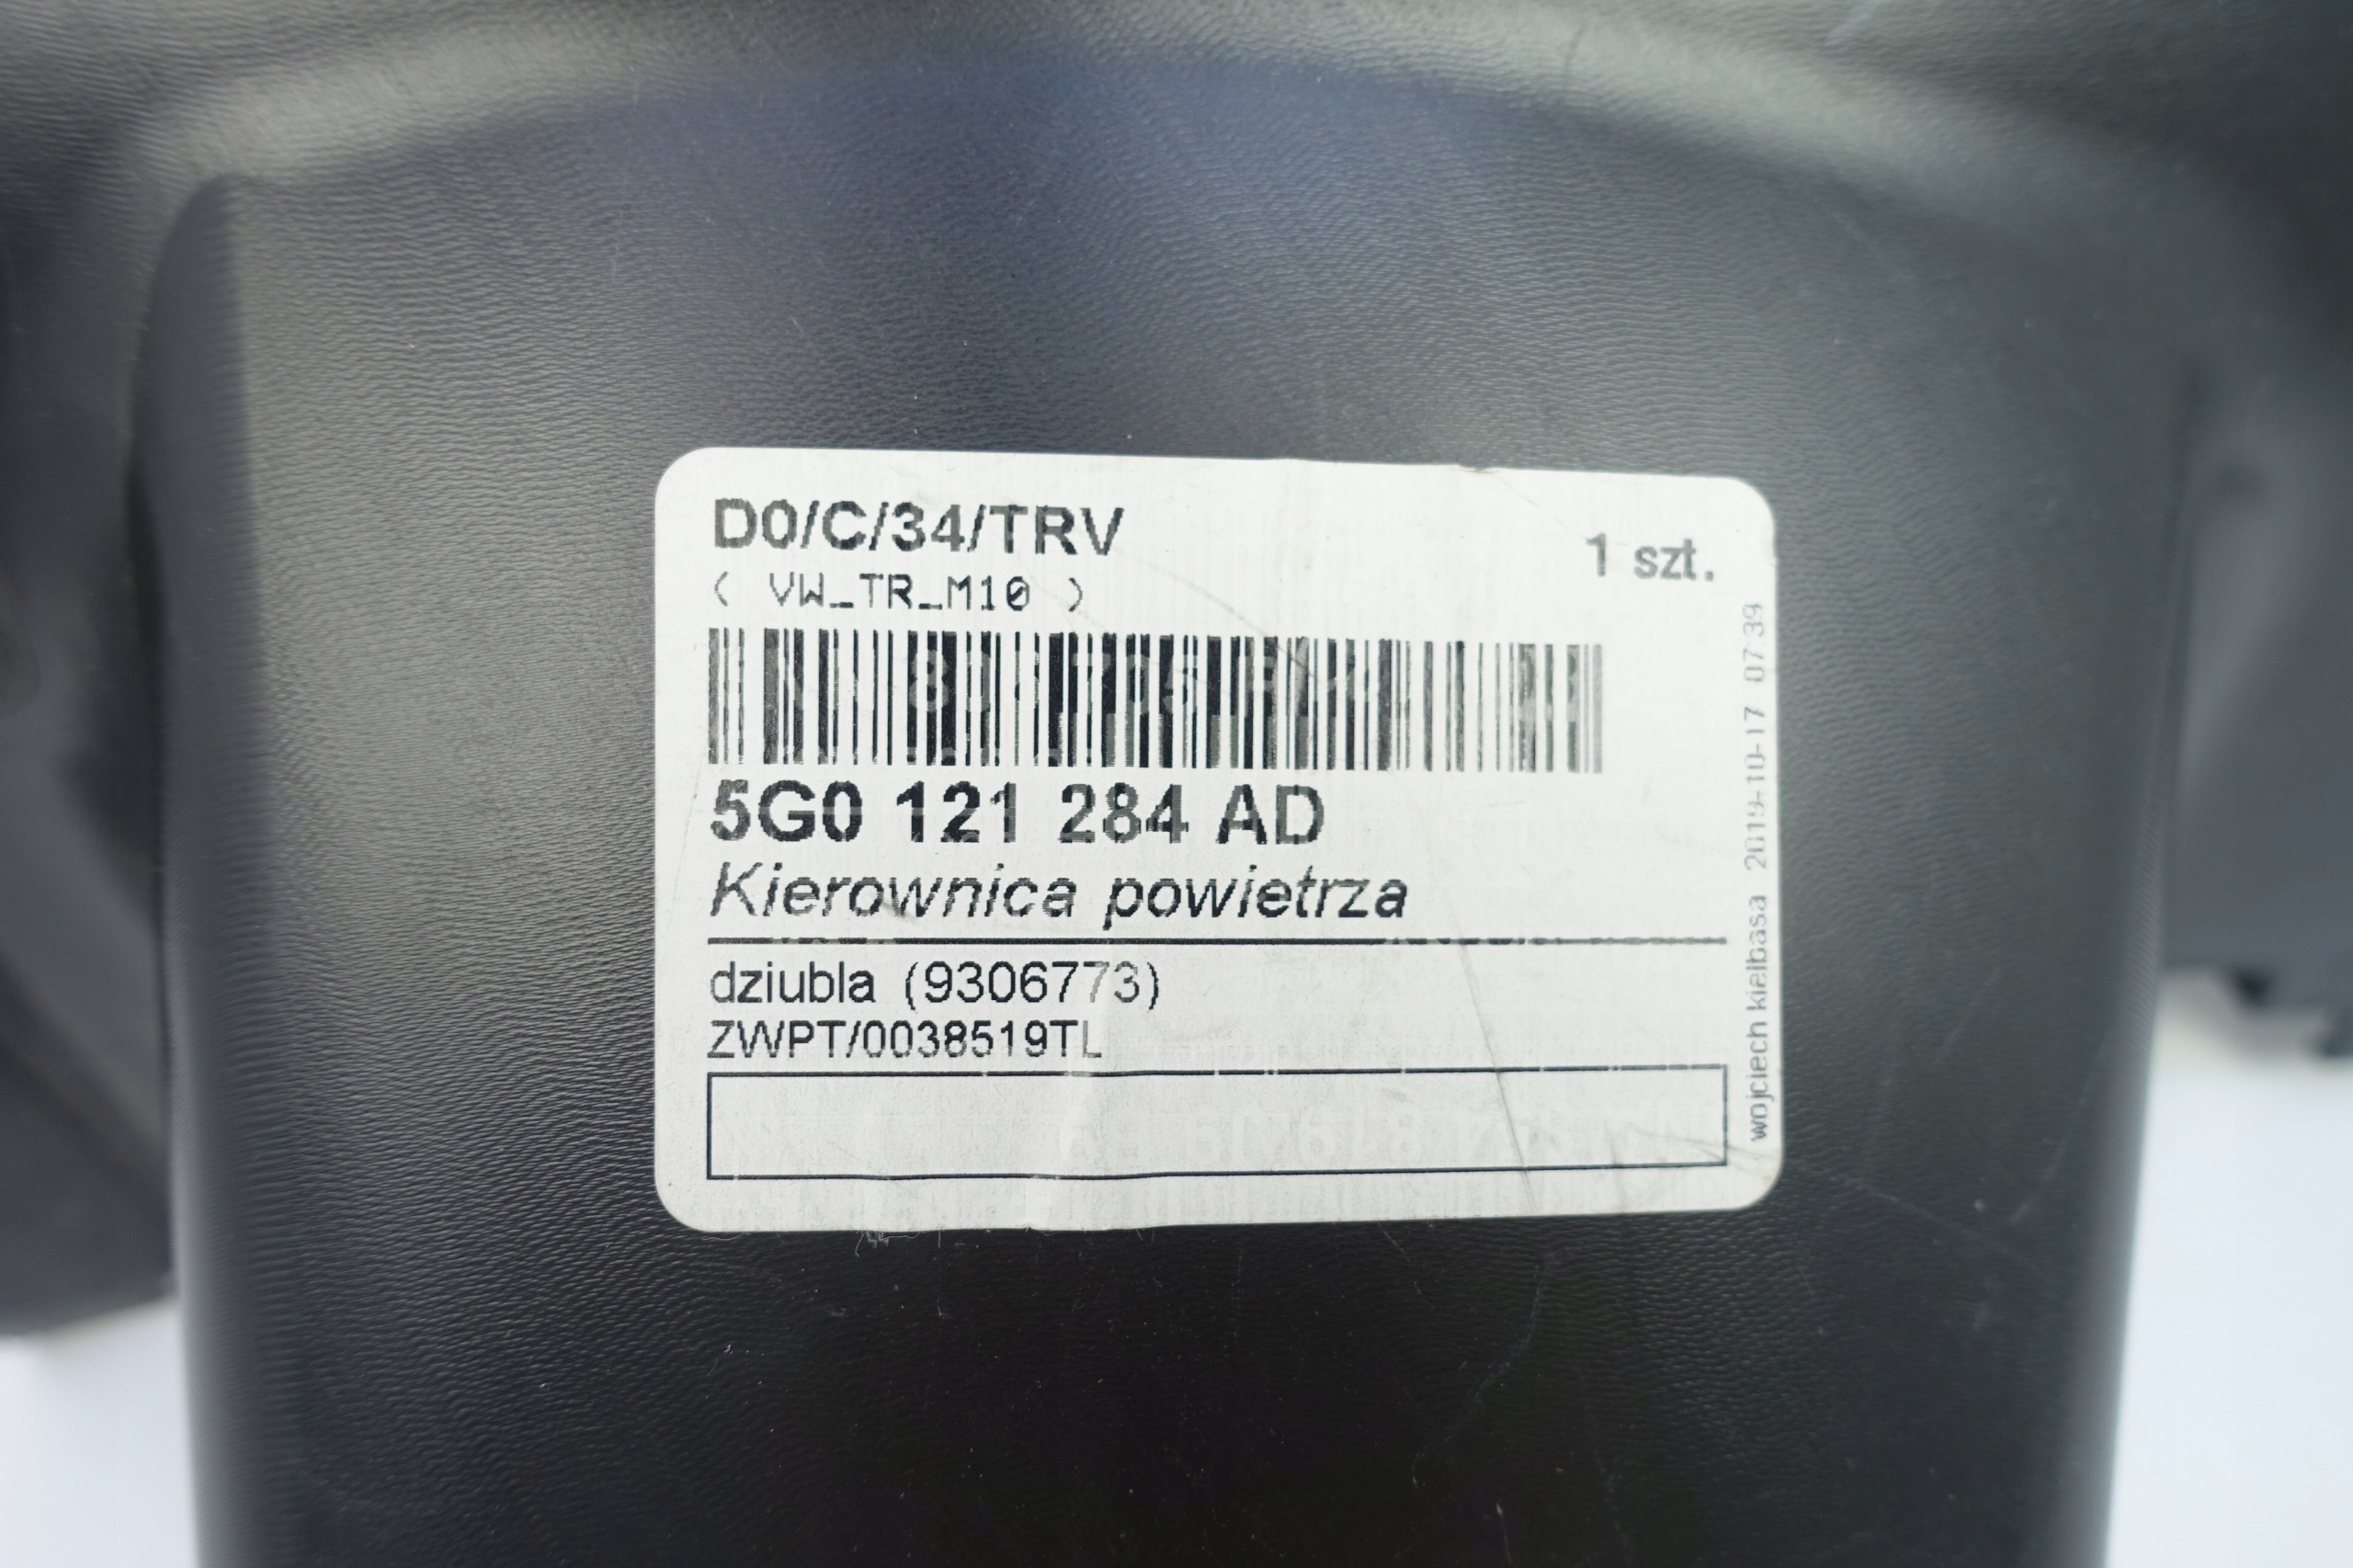 D0/C/34/TRV
1 szt.
( VW_TR_M10 )
5G0 121 284 AD
Kierownica powietrza
dziubla (9306773)
ZWPT/0038519TL
wojciech kielbasa 2019-10-17 07 39